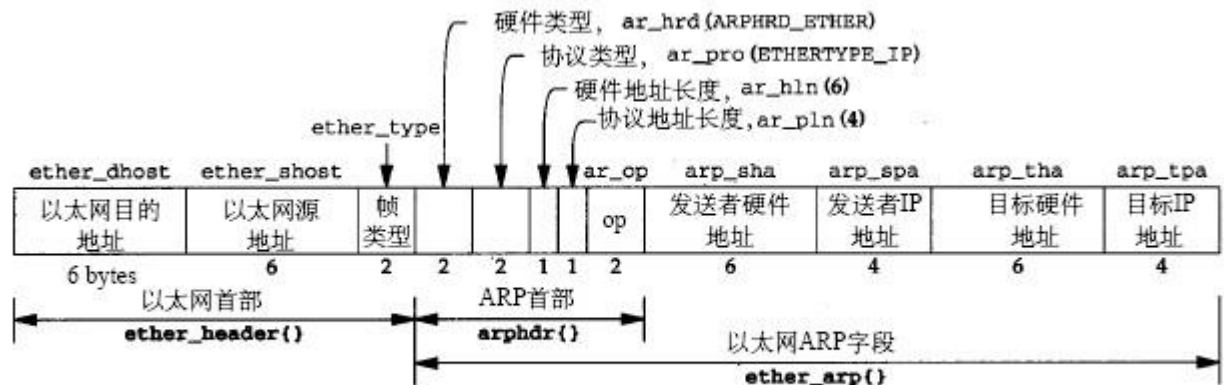 硬件类型, ar_hrd(ARPHRD_ETHER)
协议类型, ar_pro(ETHERTYPE_IP)
硬件地址长度, ar_hln(6)
协议地址长度,ar_pln(4)
ether_type
ether_dhost ether_shost ar_op arp_sha arp_spa arp_tha arp_tpa
以太网目的 以太网源 帧 op 发送者硬件 发送者IP 目标硬件 目标IP
地址 地址 类型 地址 地址 地址 地址
6 bytes 6 2 2 2 1 1 2 6 4 6 4
以太网首部 ARP首部 以太网ARP字段
ether_header{} arphdr{}
ether_arp{}